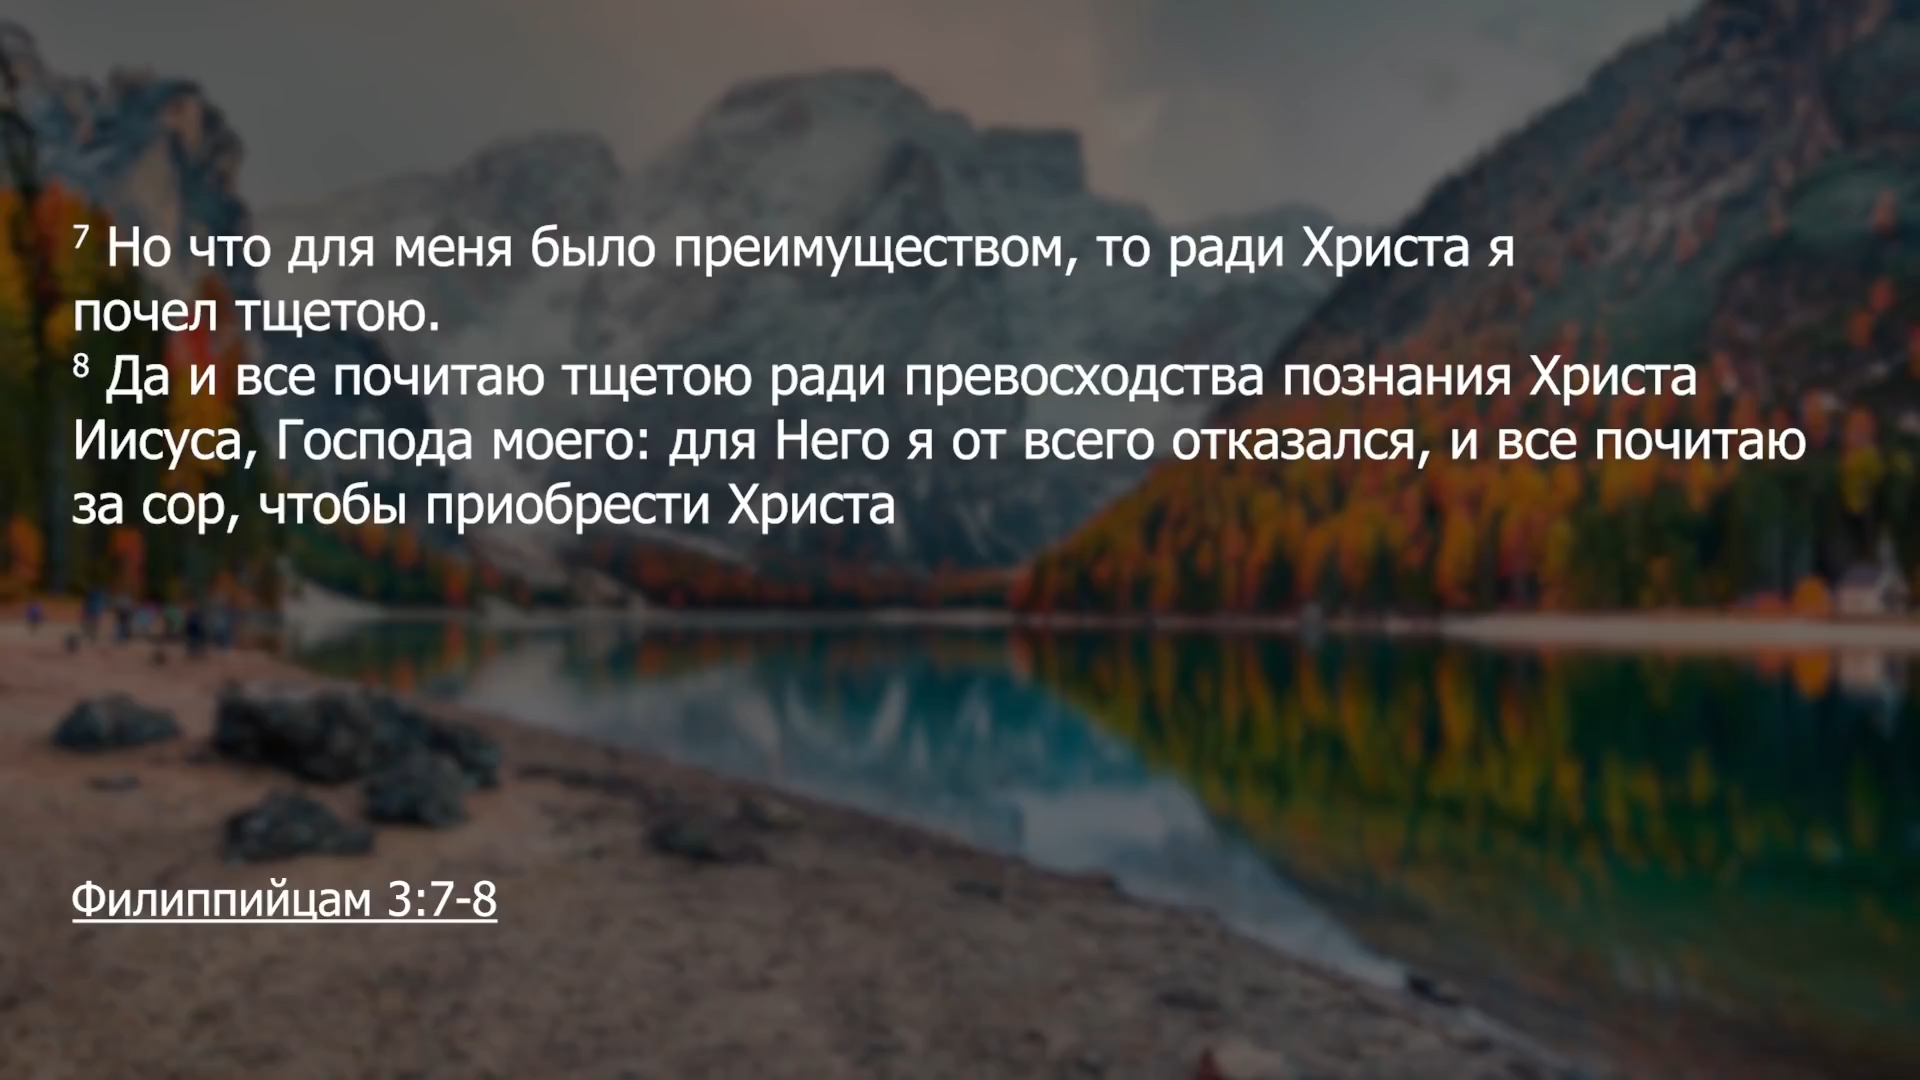 7 Но что для меня было преимуществом, то ради Христа я
почел тщетою.
8 Да и все почитаю тщетою ради превосходства познания Христа
Иисуса, Господа моего: для Него я от всего отказался, и все почитаю
за сор, чтобы приобрести Христа
Филиппийцам 3:7-8